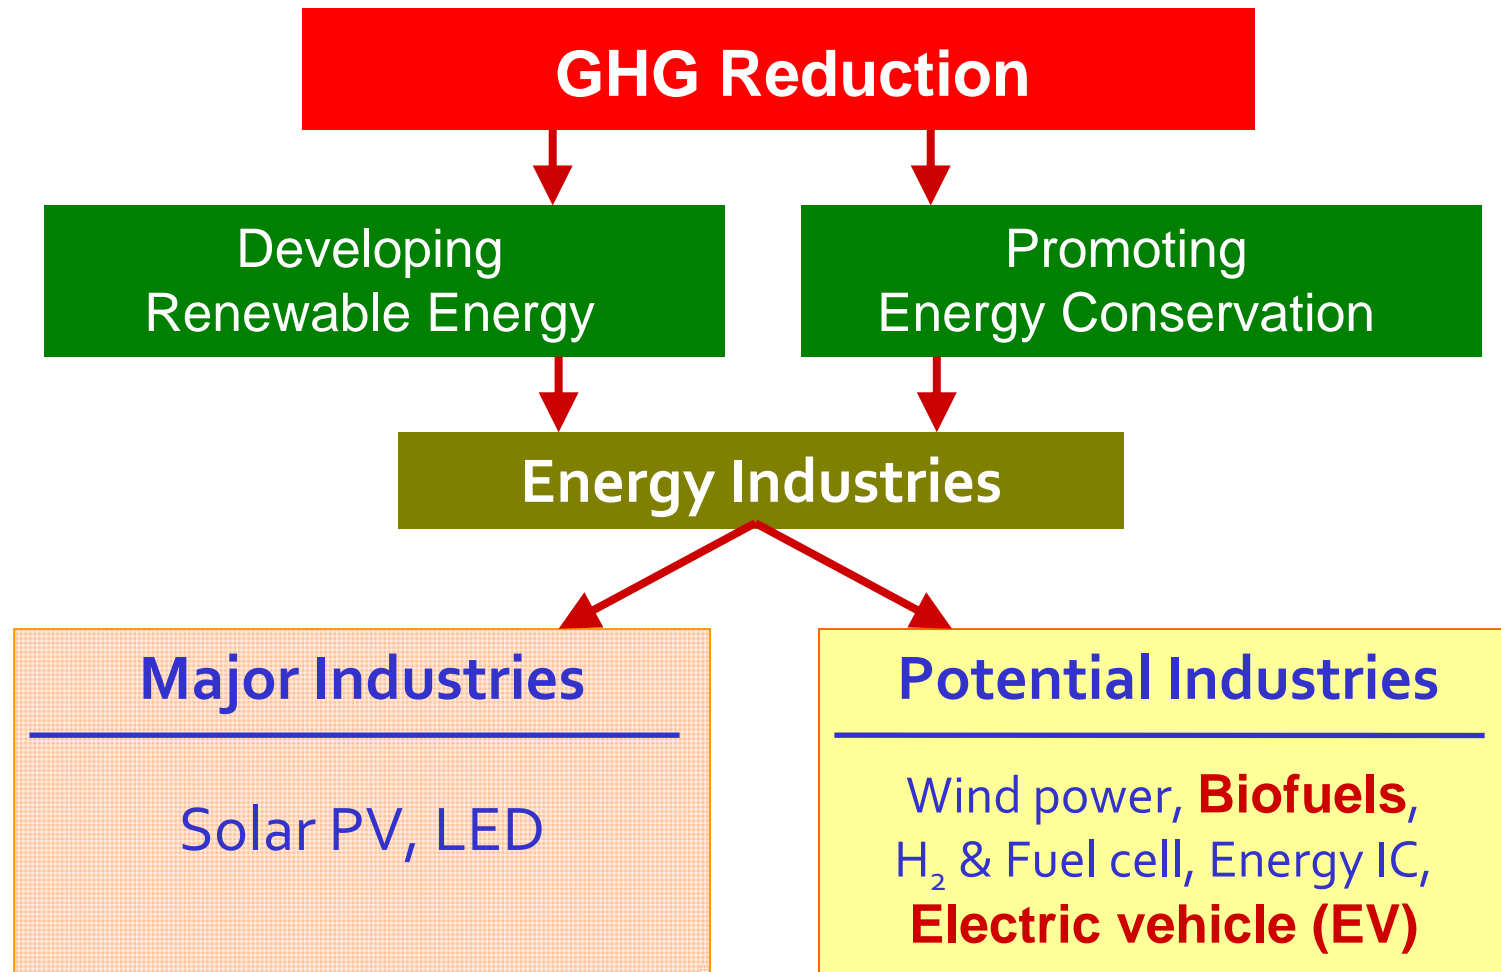 GHG Reduction
Developing
Renewable Energy
Promoting
Energy Conservation
Energy Industries
Major Industries
Solar PV, LED
Potential Industries
Wind power, Biofuels,
H₂ & Fuel cell, Energy IC,
Electric vehicle (EV)